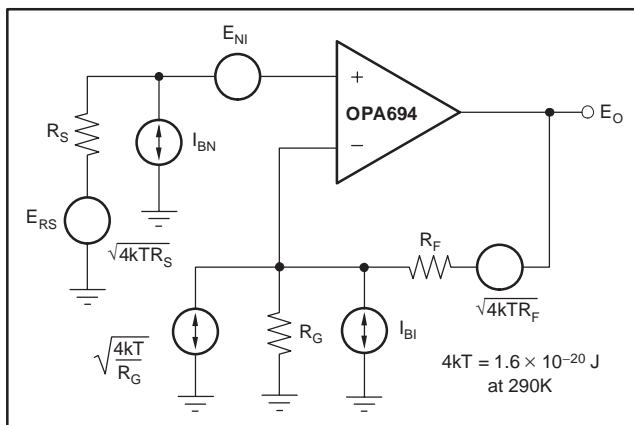 E_NI
+
OPA694
−
E_O
R_S
I_BN
E_RS
√4kTR_S
R_F
√4kTR_F
√4kT/R_G
R_G
I_BI
4kT = 1.6 × 10^−20 J
at 290K